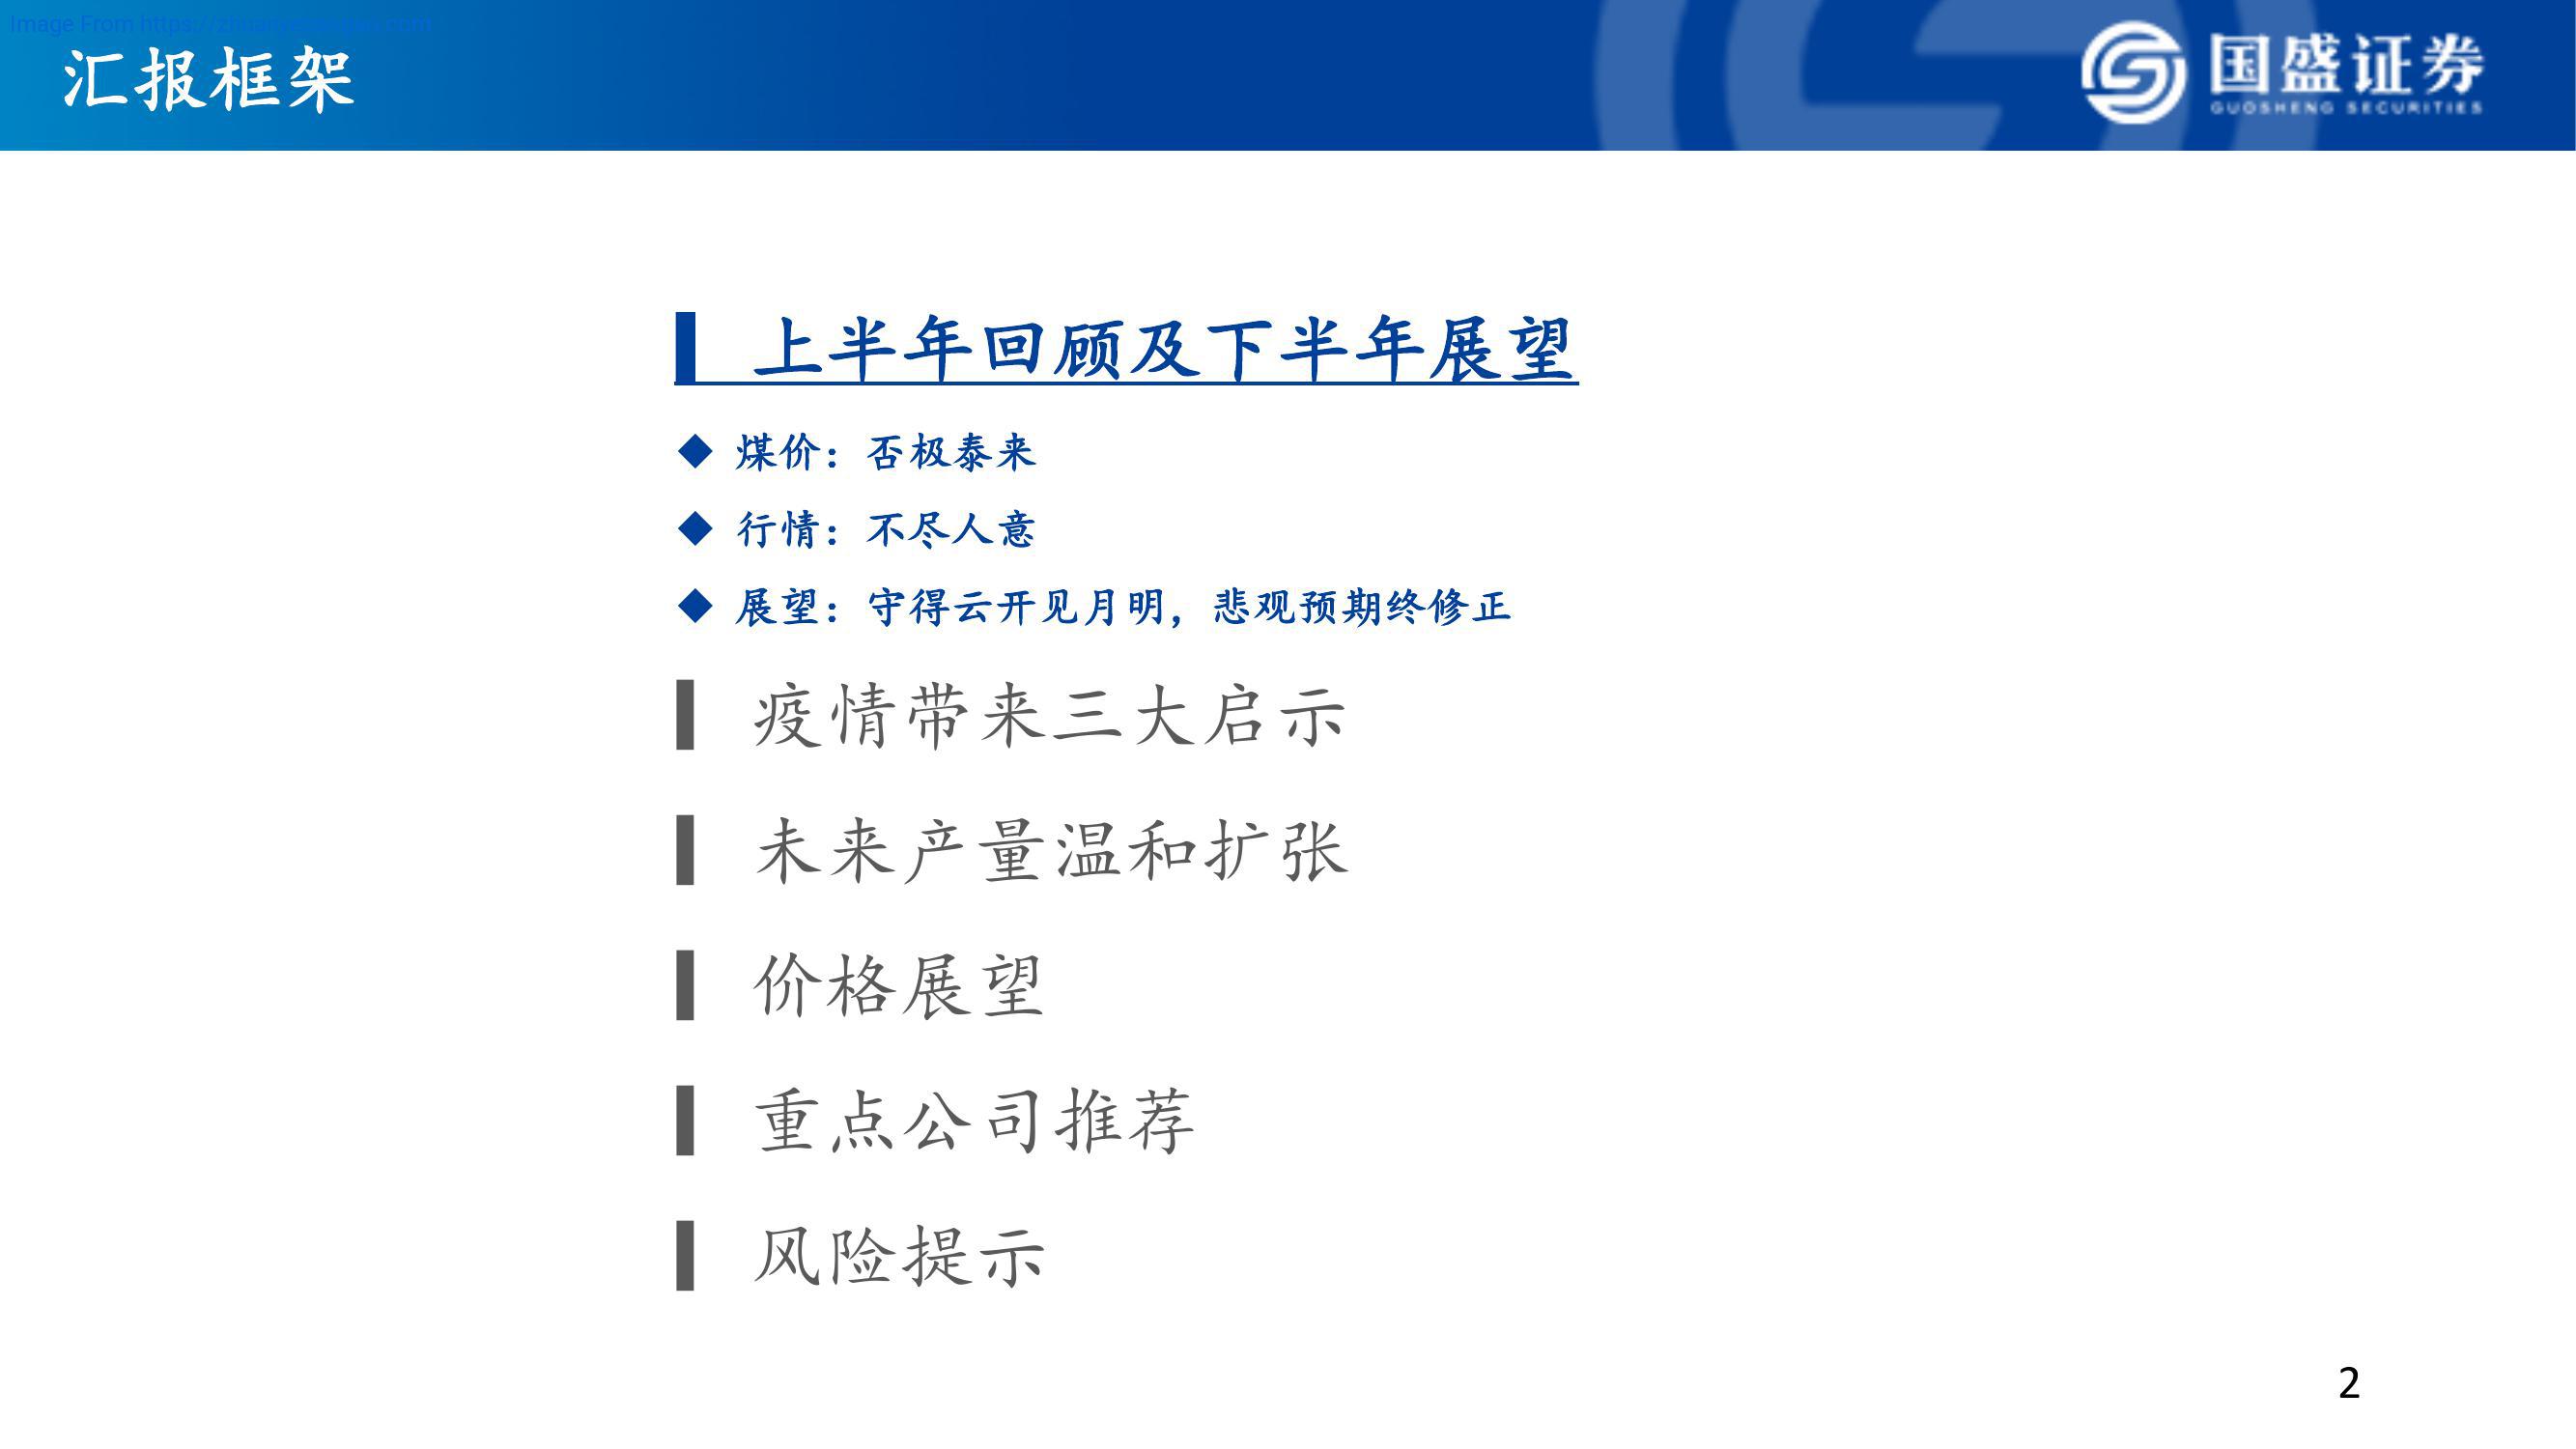 Image From https://
汇报框架
国盛证券
GUOSHENG SECURITIES
上半年回顾及下半年展望
煤价：否极泰来
行情：不尽人意
展望：守得云开见月明，悲观预期终修正
疫情带来三大启示
未来产量温和扩张
价格展望
重点公司推荐
风险提示
2